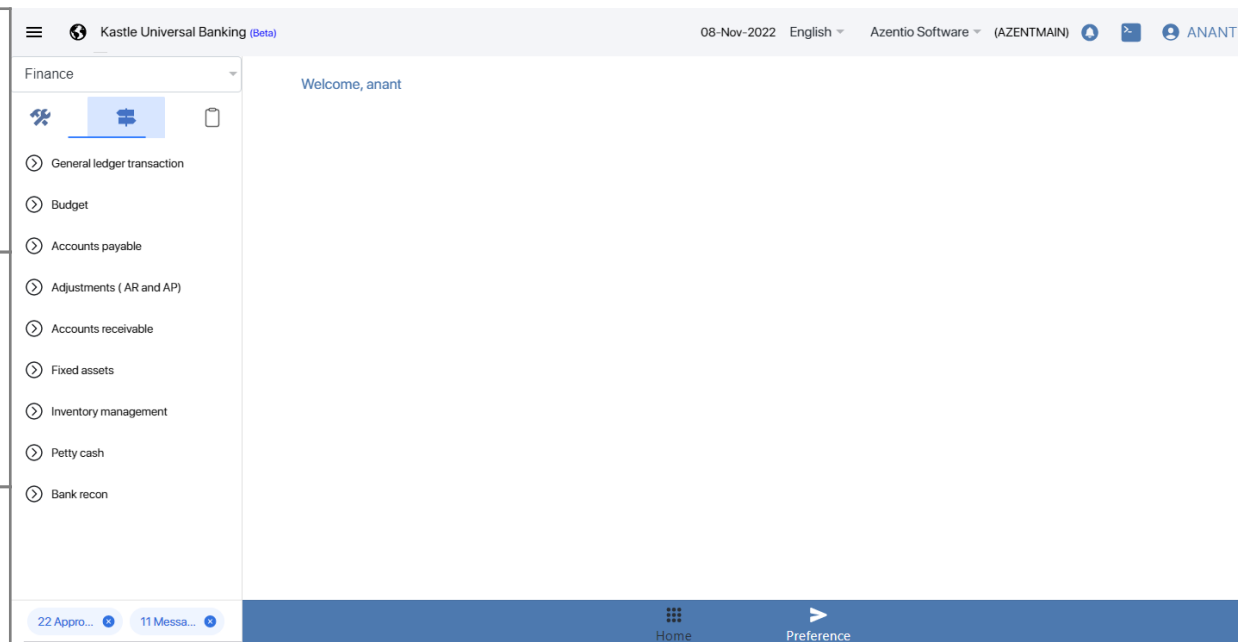 Kastle Universal Banking (Beta) 08-Nov-2022 English Azentio Software (AZENTMAIN) ANANT
Finance
Welcome, anant
General ledger transaction
Budget
Accounts payable
Adjustments ( AR and AP)
Accounts receivable
Fixed assets
Inventory management
Petty cash
Bank recon
22 Appro... 11 Messa...
Home Preference